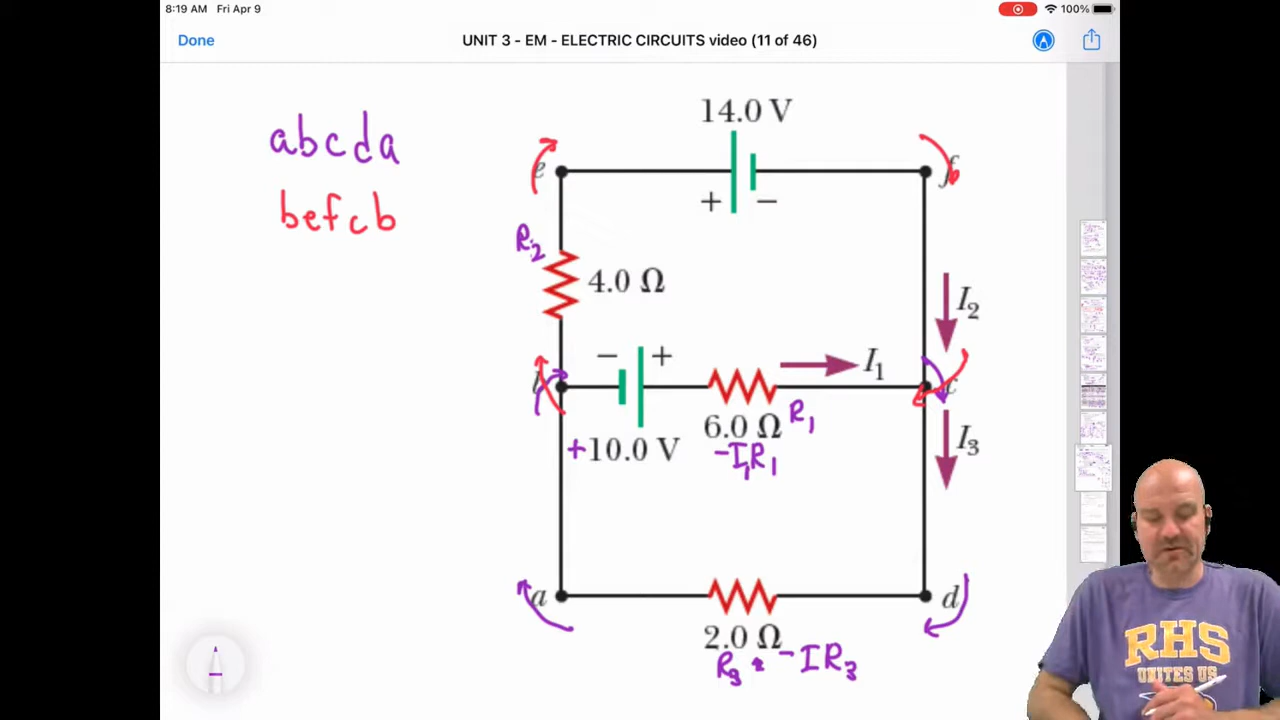 8:19 AM Fri Apr 9
100%
Done
UNIT 3 - EM - ELECTRIC CIRCUITS video (11 of 46)
abcda
befcb
14.0 V
e
f
+ −
R2
4.0 Ω
I2
− +
I1
c
+10.0 V
6.0 Ω
R1
-I1R1
I3
a
d
2.0 Ω
R3
-IR3
RHS
UNITES US